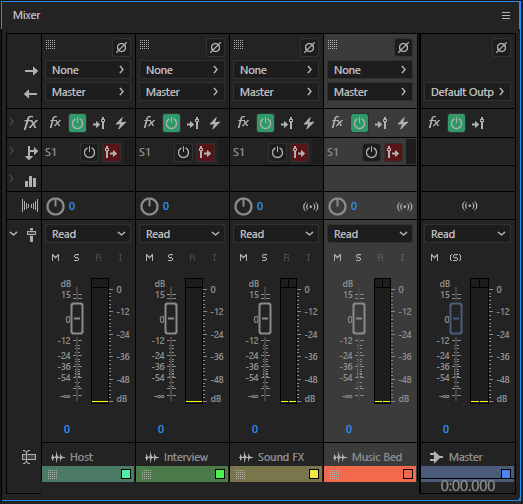 Mixer
None None None None
Master Master Master Master Default Outp
fx fx fx fx fx fx
S1 S1 S1 S1
0 0 0 0
Read Read Read Read Read
M S R I M S R I M S R I M S R I M (S)
dB dB dB dB dB
15 0 15 0 15 0 15 0 15 0
-12 -12 -12 -12 -12
0 0 0 0 0
-24 -24 -24 -24 -24
-12 -12 -12 -12 -12
-24 -36 -24 -36 -24 -36 -24 -36 -24 -36
-36 -36 -36 -36 -36
-54 -48 -54 -48 -54 -48 -54 -48 -54 -48
-∞ dB -∞ dB -∞ dB -∞ dB -∞ dB
0 0 0 0 0
Host Interview Sound FX Music Bed Master
0:00.000